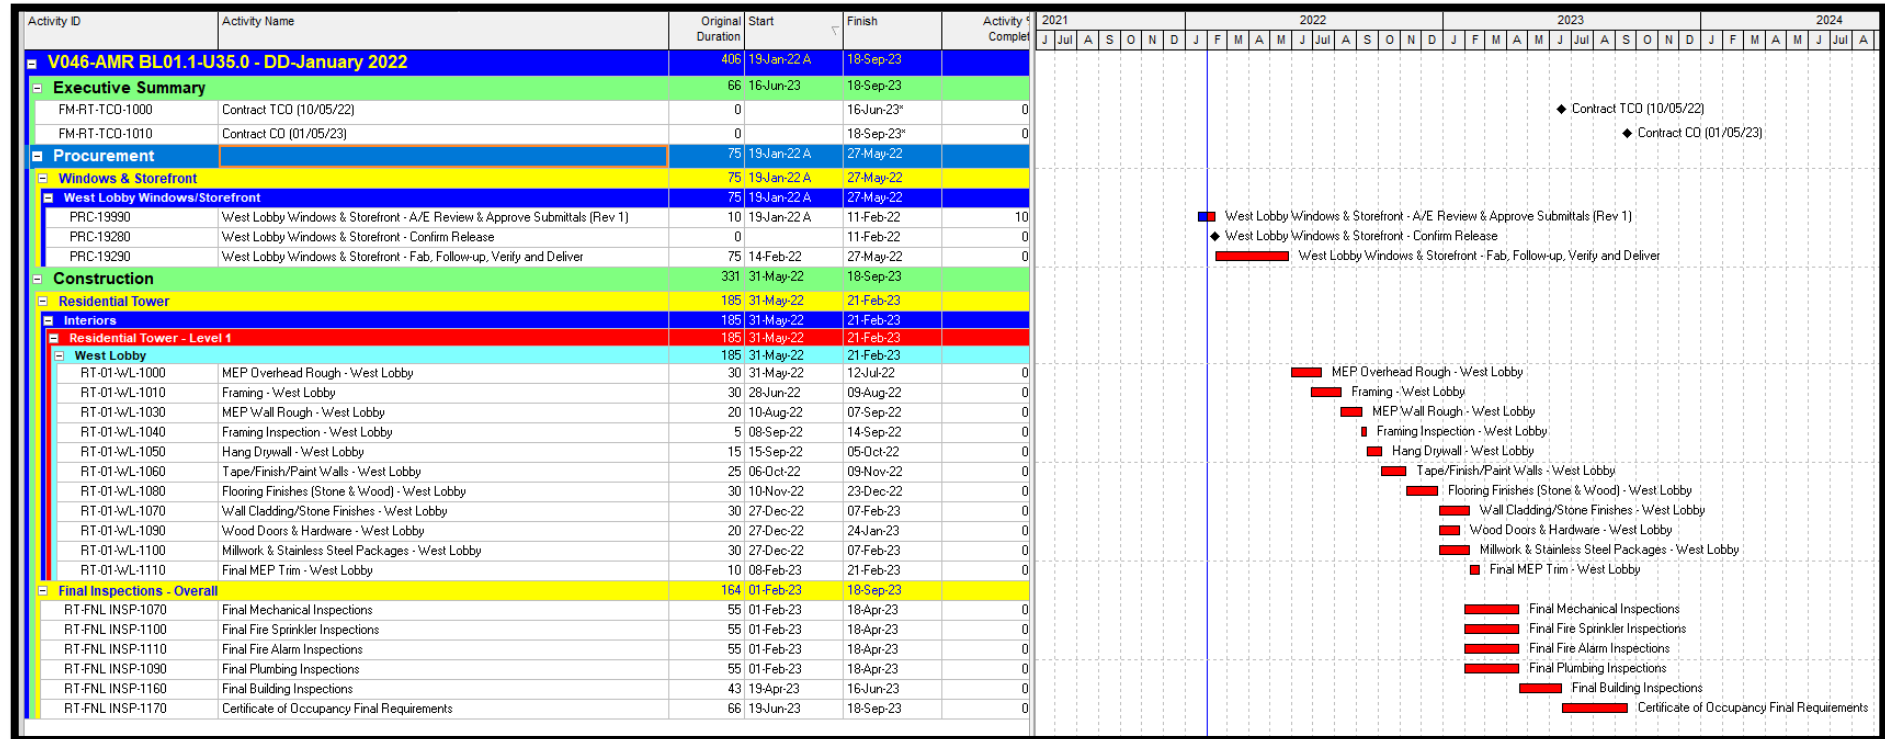 Activity ID Activity Name Original Duration Start Finish Activity % Complet 2021 2022 2023 2024
J Jul A S O N D J F M A M J Jul A S O N D J F M A M J Jul A S O N D J F M A M J Jul A
V046-AMR BL01.1-U35.0 - DD-January 2022 406 19-Jan-22 A 18-Sep-23
Executive Summary 66 16-Jun-23 18-Sep-23
FM-RT-TCO-1000 Contract TCO (10/05/22) 0 16-Jun-23* 0 Contract TCO (10/05/22)
FM-RT-TCO-1010 Contract CO (01/05/23) 0 18-Sep-23* 0 Contract CO (01/05/23)
Procurement 75 19-Jan-22 A 27-May-22
Windows & Storefront 75 19-Jan-22 A 27-May-22
West Lobby Windows/Storefront 75 19-Jan-22 A 27-May-22
PRC-19990 West Lobby Windows & Storefront - A/E Review & Approve Submittals (Rev 1) 10 19-Jan-22 A 11-Feb-22 10 West Lobby Windows & Storefront - A/E Review & Approve Submittals (Rev 1)
PRC-19280 West Lobby Windows & Storefront - Confirm Release 0 11-Feb-22 0 West Lobby Windows & Storefront - Confirm Release
PRC-19290 West Lobby Windows & Storefront - Fab, Follow-up, Verify and Deliver 75 14-Feb-22 27-May-22 0 West Lobby Windows & Storefront - Fab, Follow-up, Verify and Deliver
Construction 331 31-May-22 18-Sep-23
Residential Tower 185 31-May-22 21-Feb-23
Interiors 185 31-May-22 21-Feb-23
Residential Tower - Level 1 185 31-May-22 21-Feb-23
West Lobby 185 31-May-22 21-Feb-23
RT-01-WL-1000 MEP Overhead Rough - West Lobby 30 31-May-22 12-Jul-22 0 MEP Overhead Rough - West Lobby
RT-01-WL-1010 Framing - West Lobby 30 28-Jun-22 09-Aug-22 0 Framing - West Lobby
RT-01-WL-1030 MEP Wall Rough - West Lobby 20 10-Aug-22 07-Sep-22 0 MEP Wall Rough - West Lobby
RT-01-WL-1040 Framing Inspection - West Lobby 5 08-Sep-22 14-Sep-22 0 Framing Inspection - West Lobby
RT-01-WL-1050 Hang Drywall - West Lobby 15 15-Sep-22 05-Oct-22 0 Hang Drywall - West Lobby
RT-01-WL-1060 Tape/Finish/Paint Walls - West Lobby 25 06-Oct-22 09-Nov-22 0 Tape/Finish/Paint Walls - West Lobby
RT-01-WL-1080 Flooring Finishes (Stone & Wood) - West Lobby 30 10-Nov-22 23-Dec-22 0 Flooring Finishes (Stone & Wood) - West Lobby
RT-01-WL-1070 Wall Cladding/Stone Finishes - West Lobby 30 27-Dec-22 07-Feb-23 0 Wall Cladding/Stone Finishes - West Lobby
RT-01-WL-1090 Wood Doors & Hardware - West Lobby 20 27-Dec-22 24-Jan-23 0 Wood Doors & Hardware - West Lobby
RT-01-WL-1100 Millwork & Stainless Steel Packages - West Lobby 30 27-Dec-22 07-Feb-23 0 Millwork & Stainless Steel Packages - West Lobby
RT-01-WL-1110 Final MEP Trim - West Lobby 10 08-Feb-23 21-Feb-23 0 Final MEP Trim - West Lobby
Final Inspections - Overall 164 01-Feb-23 18-Sep-23
RT-FNL INSP-1070 Final Mechanical Inspections 55 01-Feb-23 18-Apr-23 0 Final Mechanical Inspections
RT-FNL INSP-1100 Final Fire Sprinkler Inspections 55 01-Feb-23 18-Apr-23 0 Final Fire Sprinkler Inspections
RT-FNL INSP-1110 Final Fire Alarm Inspections 55 01-Feb-23 18-Apr-23 0 Final Fire Alarm Inspections
RT-FNL INSP-1090 Final Plumbing Inspections 55 01-Feb-23 18-Apr-23 0 Final Plumbing Inspections
RT-FNL INSP-1160 Final Building Inspections 43 19-Apr-23 16-Jun-23 0 Final Building Inspections
RT-FNL INSP-1170 Certificate of Occupancy Final Requirements 66 19-Jun-23 18-Sep-23 0 Certificate of Occupancy Final Requirements